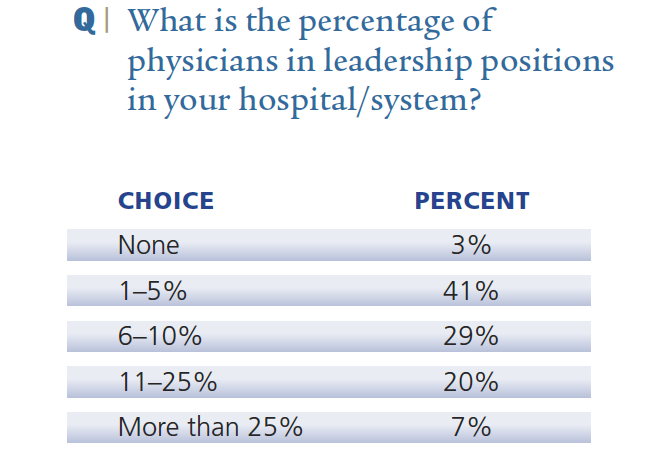 Q| What is the percentage of
physicians in leadership positions
in your hospital/system?
CHOICE PERCENT
None 3%
1–5% 41%
6–10% 29%
11–25% 20%
More than 25% 7%